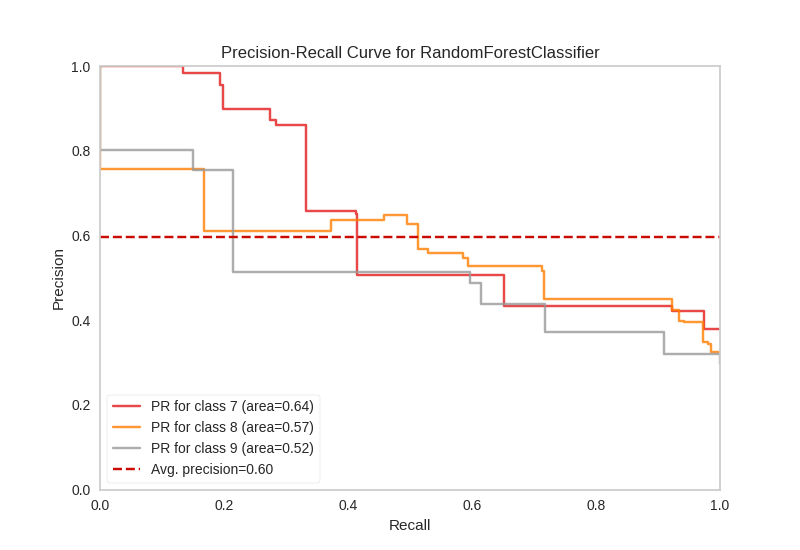 Precision-Recall Curve for RandomForestClassifier
1.0
0.8
0.6
0.4
0.2
0.0
Precision
PR for class 7 (area=0.64)
PR for class 8 (area=0.57)
PR for class 9 (area=0.52)
Avg. precision=0.60
0.0 0.2 0.4 0.6 0.8 1.0
Recall